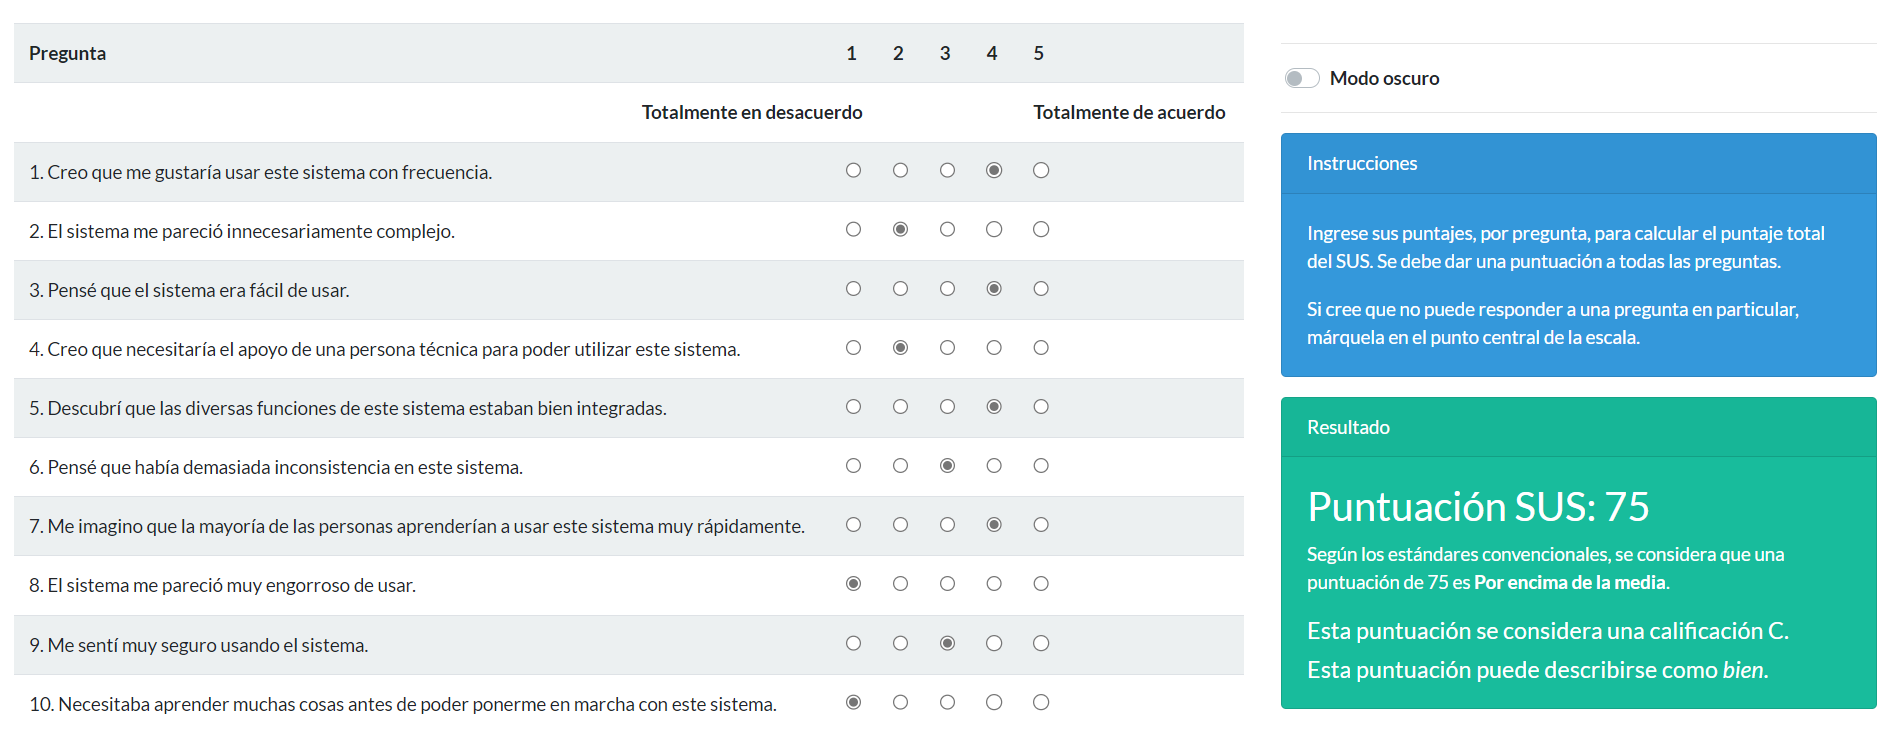 Pregunta 1 2 3 4 5
Totalmente en desacuerdo Totalmente de acuerdo
1. Creo que me gustaría usar este sistema con frecuencia.
2. El sistema me pareció innecesariamente complejo.
3. Pensé que el sistema era fácil de usar.
4. Creo que necesitaría el apoyo de una persona técnica para poder utilizar este sistema.
5. Descubrí que las diversas funciones de este sistema estaban bien integradas.
6. Pensé que había demasiada inconsistencia en este sistema.
7. Me imagino que la mayoría de las personas aprenderían a usar este sistema muy rápidamente.
8. El sistema me pareció muy engorroso de usar.
9. Me sentí muy seguro usando el sistema.
10. Necesitaba aprender muchas cosas antes de poder ponerme en marcha con este sistema.
Modo oscuro
Instrucciones
Ingrese sus puntajes, por pregunta, para calcular el puntaje total
del SUS. Se debe dar una puntuación a todas las preguntas.
Si cree que no puede responder a una pregunta en particular,
márquela en el punto central de la escala.
Resultado
Puntuación SUS: 75
Según los estándares convencionales, se considera que una
puntuación de 75 es Por encima de la media.
Esta puntuación se considera una calificación C.
Esta puntuación puede describirse como bien.